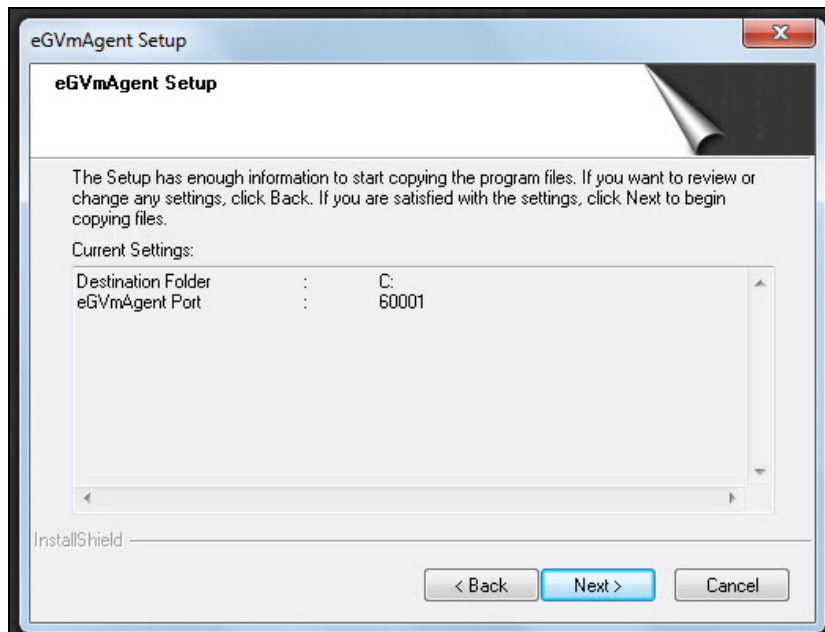 eGVmAgent Setup
eGVmAgent Setup
The Setup has enough information to start copying the program files. If you want to review or
change any settings, click Back. If you are satisfied with the settings, click Next to begin
copying files.
Current Settings:
Destination Folder : C:
eGVmAgent Port : 60001
InstallShield
< Back Next > Cancel